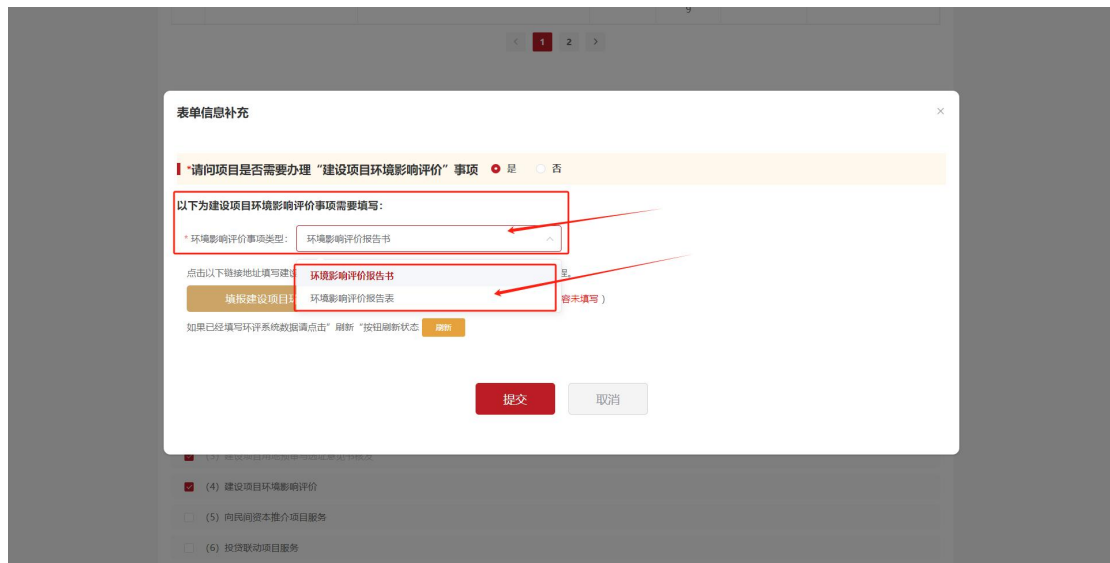 9
< 1 2 >
表单信息补充 ×
*请问项目是否需要办理“建设项目环境影响评价”事项 是 否
以下为建设项目环境影响评价事项需要填写：
* 环境影响评价事项类型： 环境影响评价报告书
点击以下链接地址填写建设
环境影响评价报告书
填报建设项目环
环境影响评价报告表
容未填写 ）
如果已经填写环评系统数据请点击”刷新“按钮刷新状态 刷新
提交 取消
(4) 建设项目环境影响评价
(5) 向民间资本推介项目服务
(6) 投贷联动项目服务